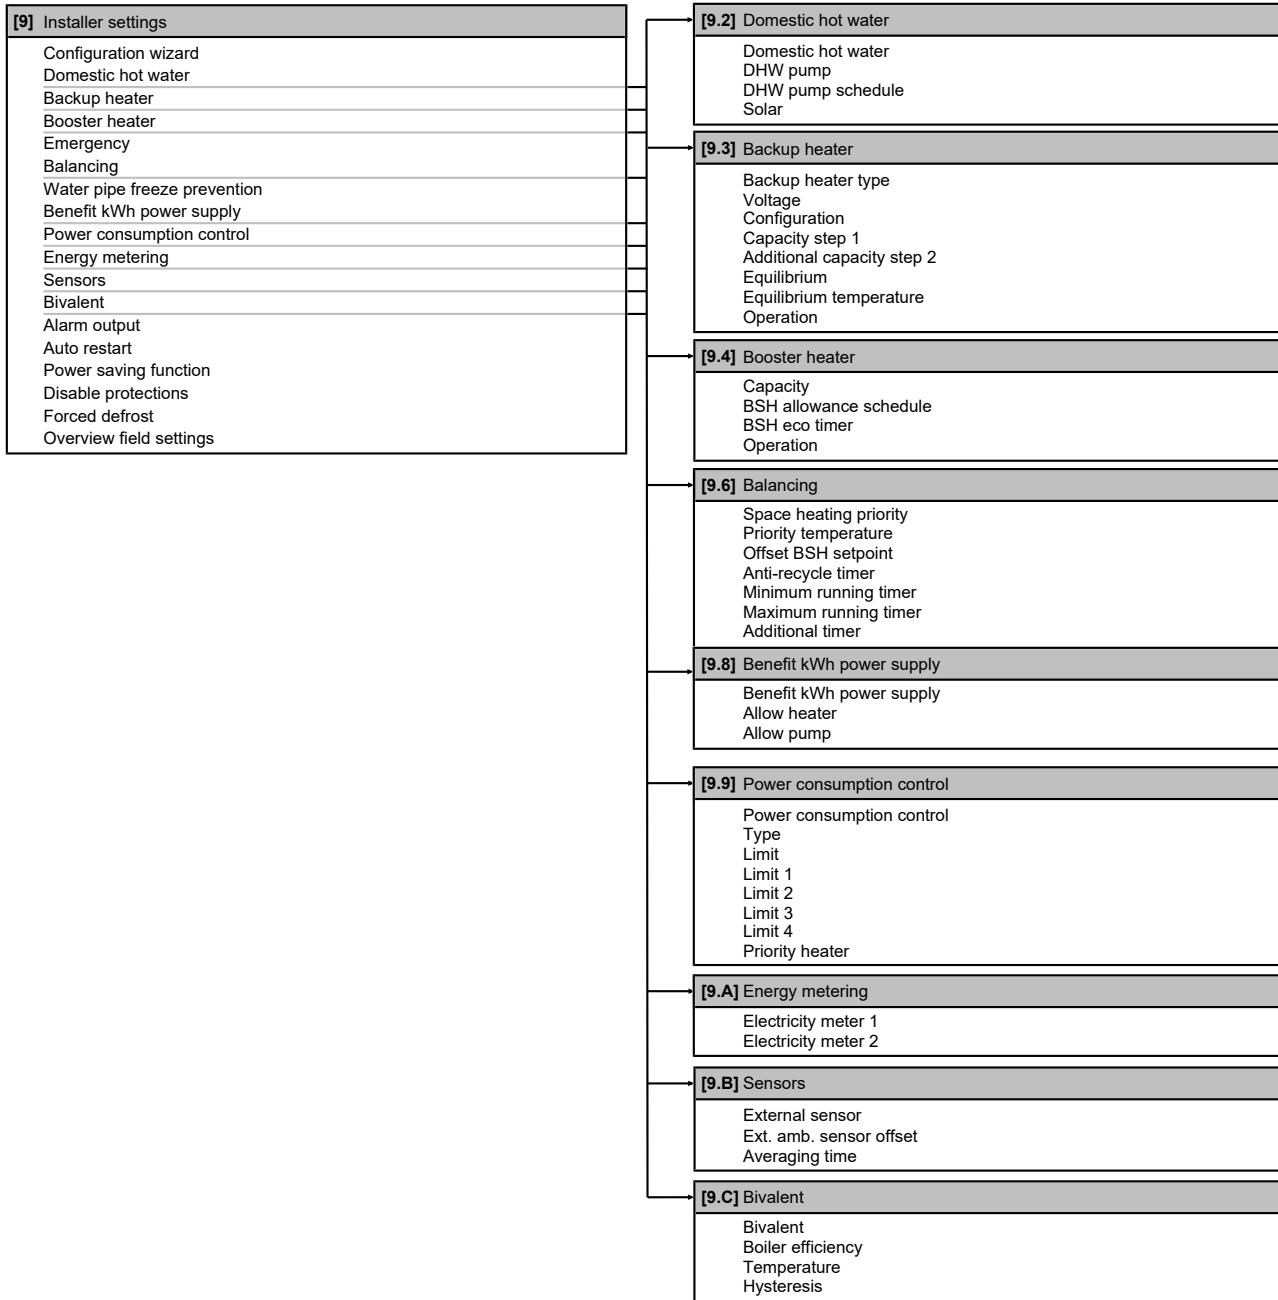 [9] Installer settings
Configuration wizard
Domestic hot water
Backup heater
Booster heater
Emergency
Balancing
Water pipe freeze prevention
Benefit kWh power supply
Power consumption control
Energy metering
Sensors
Bivalent
Alarm output
Auto restart
Power saving function
Disable protections
Forced defrost
Overview field settings
[9.2] Domestic hot water
Domestic hot water
DHW pump
DHW pump schedule
Solar
[9.3] Backup heater
Backup heater type
Voltage
Configuration
Capacity step 1
Additional capacity step 2
Equilibrium
Equilibrium temperature
Operation
[9.4] Booster heater
Capacity
BSH allowance schedule
BSH eco timer
Operation
[9.6] Balancing
Space heating priority
Priority temperature
Offset BSH setpoint
Anti-recycle timer
Minimum running timer
Maximum running timer
Additional timer
[9.8] Benefit kWh power supply
Benefit kWh power supply
Allow heater
Allow pump
[9.9] Power consumption control
Power consumption control
Type
Limit
Limit 1
Limit 2
Limit 3
Limit 4
Priority heater
[9.A] Energy metering
Electricity meter 1
Electricity meter 2
[9.B] Sensors
External sensor
Ext. amb. sensor offset
Averaging time
[9.C] Bivalent
Bivalent
Boiler efficiency
Temperature
Hysteresis